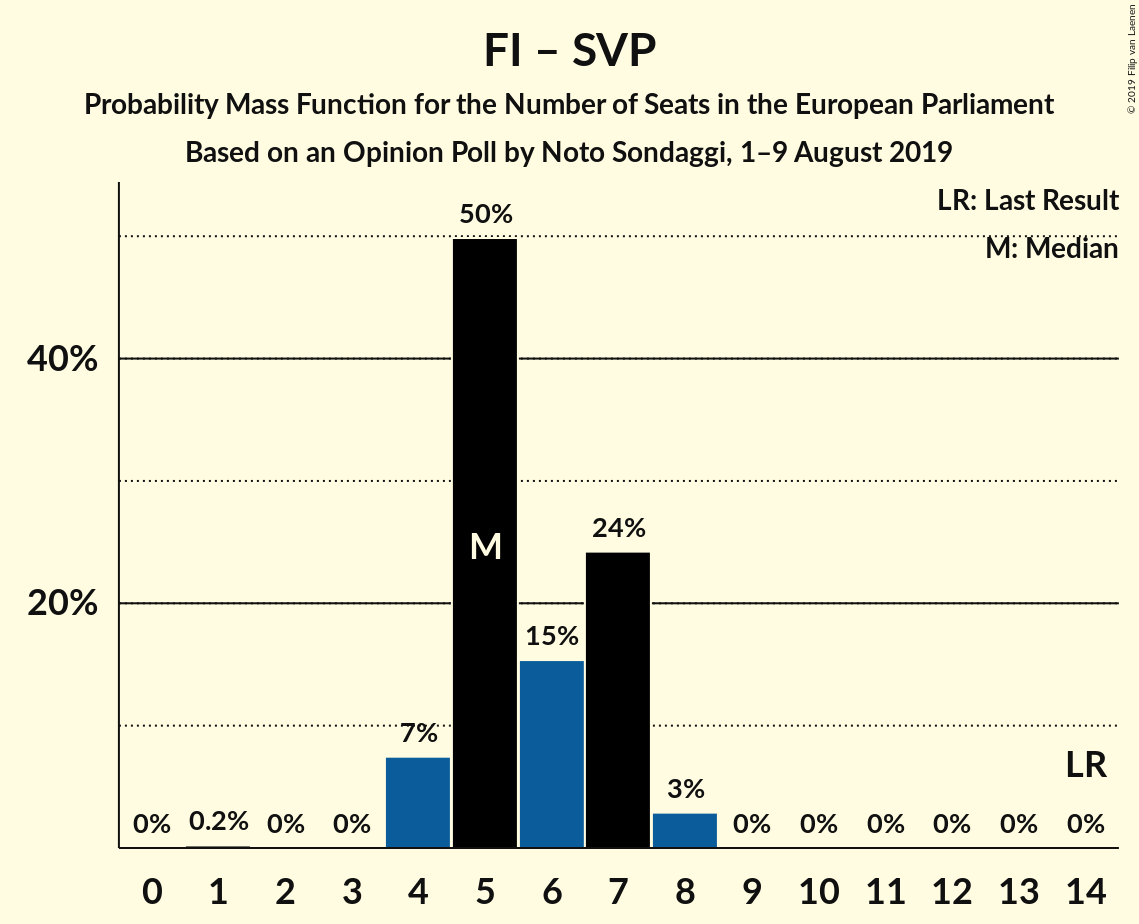 FI – SVP
Probability Mass Function for the Number of Seats in the European Parliament
Based on an Opinion Poll by Noto Sondaggi, 1–9 August 2019
© 2019 Filip van Laenen
LR: Last Result
M: Median
50%
40%
24%
M
20%
15%
7%
LR
3%
0% 0.2% 0% 0% 0% 0% 0% 0% 0% 0%
0 1 2 3 4 5 6 7 8 9 10 11 12 13 14